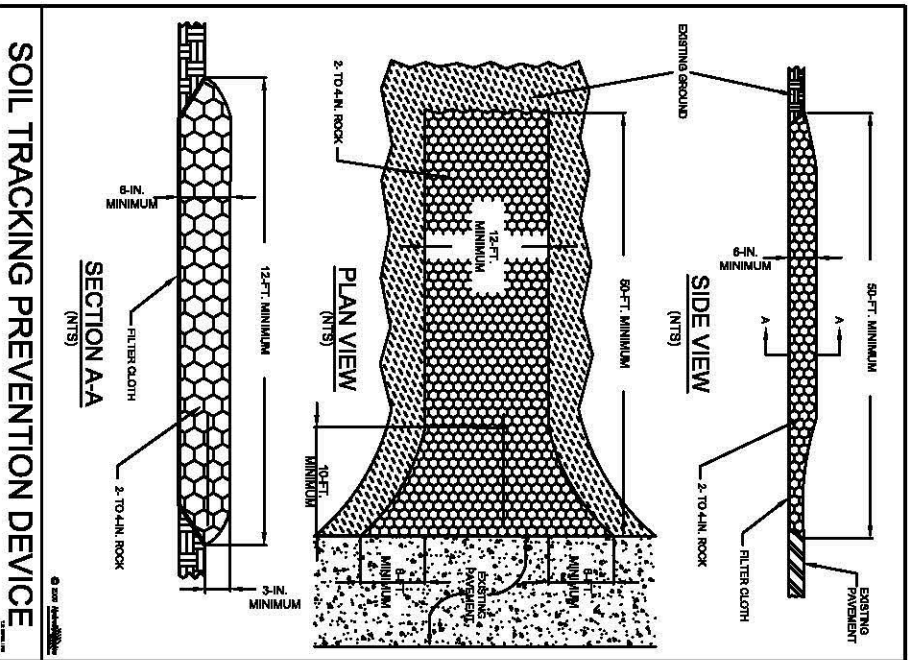 EXISTING GROUND
50-FT. MINIMUM
6-IN.
MINIMUM
A
A
SIDE VIEW
(NTS)
2- TO 4-IN. ROCK
FILTER CLOTH
EXISTING
PAVEMENT
2- TO 4-IN. ROCK
12-FT.
MINIMUM
50-FT. MINIMUM
PLAN VIEW
(NTS)
10-FT.
MINIMUM
6-FT.
MINIMUM
EXISTING
PAVEMENT
6-FT.
MINIMUM
12-FT. MINIMUM
6-IN.
MINIMUM
SECTION A-A
(NTS)
FILTER CLOTH
2- TO 4-IN. ROCK
3-IN.
MINIMUM
SOIL TRACKING PREVENTION DEVICE